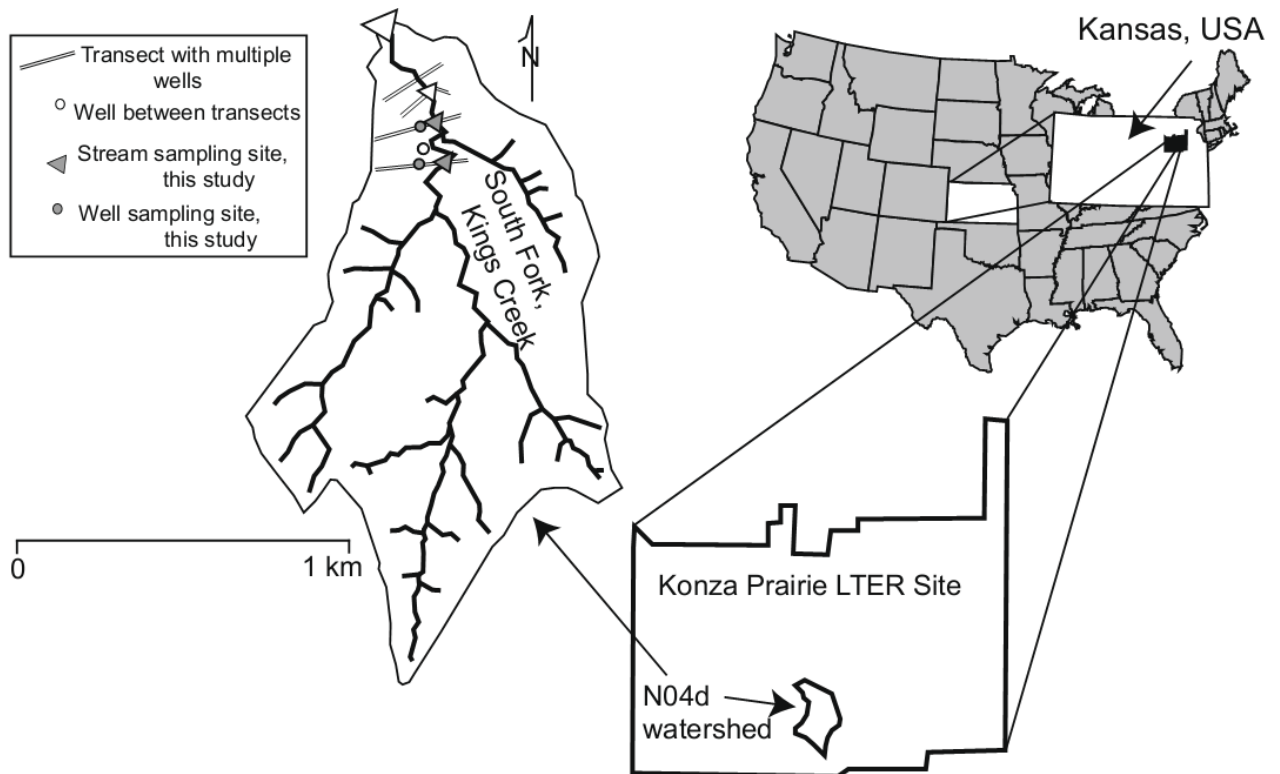 Transect with multiple
wells
Well between transects
Stream sampling site,
this study
Well sampling site,
this study
N
South Fork,
Kings Creek
0
1 km
Kansas, USA
Konza Prairie LTER Site
N04d
watershed